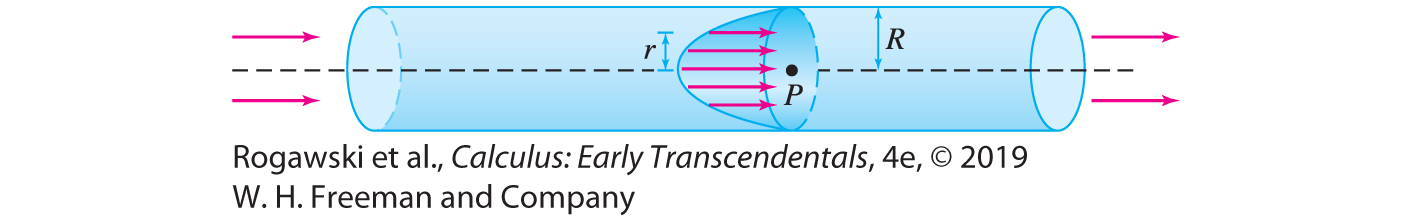 r
R
P
Rogawski et al., Calculus: Early Transcendentals, 4e, © 2019
W. H. Freeman and Company